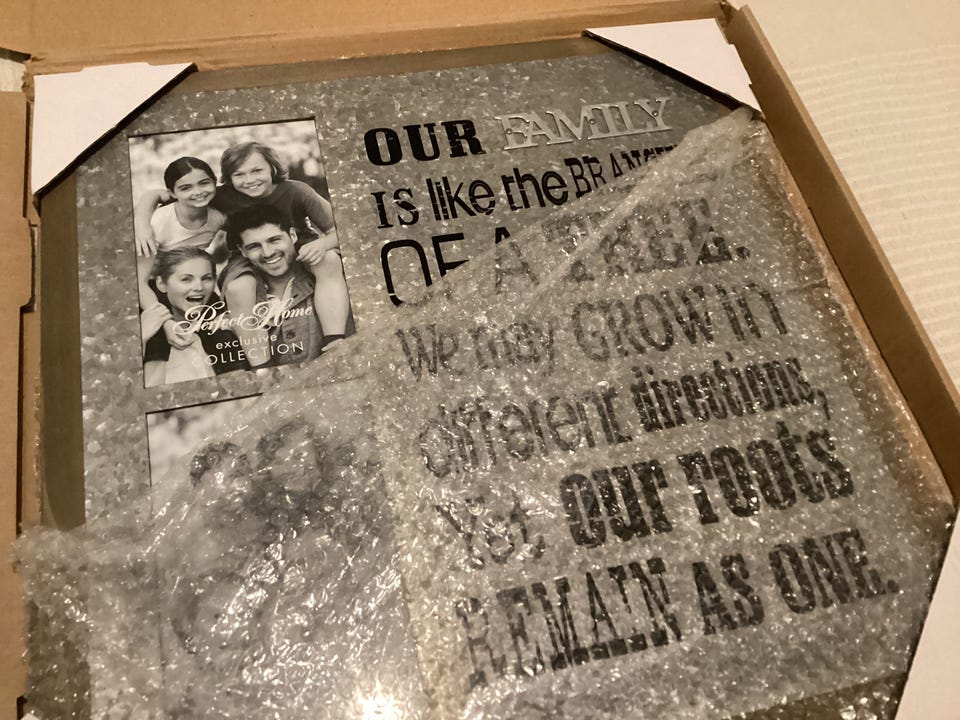 OUR FAMILY
IS like the BRANCHES
OF A TREE.
We may GROW in
different directions,
Yet our roots
REMAIN AS ONE.
Perfect Home
exclusive
COLLECTION